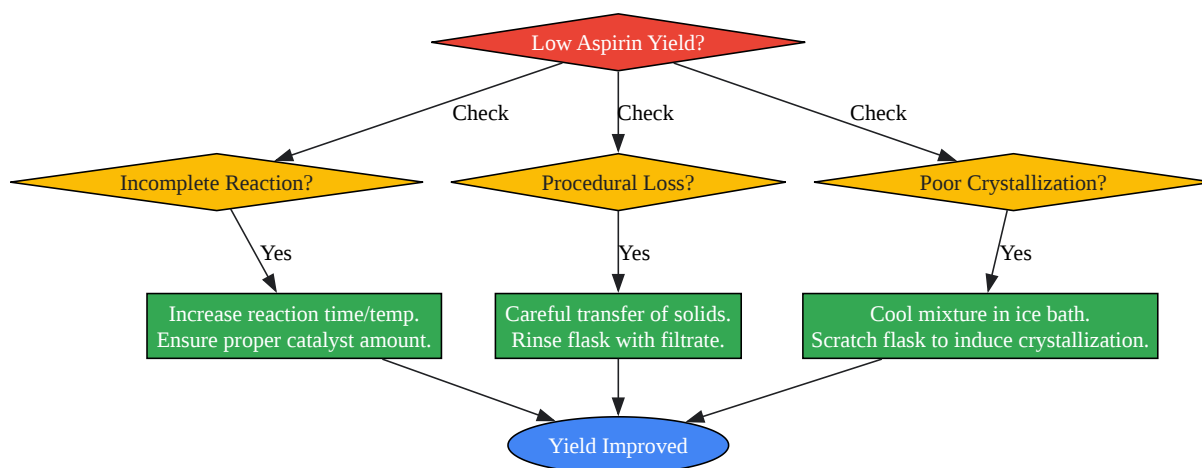 Low Aspirin Yield?
Check
Check
Check
Incomplete Reaction?
Procedural Loss?
Poor Crystallization?
Yes
Yes
Yes
Increase reaction time/temp.
Ensure proper catalyst amount.
Careful transfer of solids.
Rinse flask with filtrate.
Cool mixture in ice bath.
Scratch flask to induce crystallization.
Yield Improved